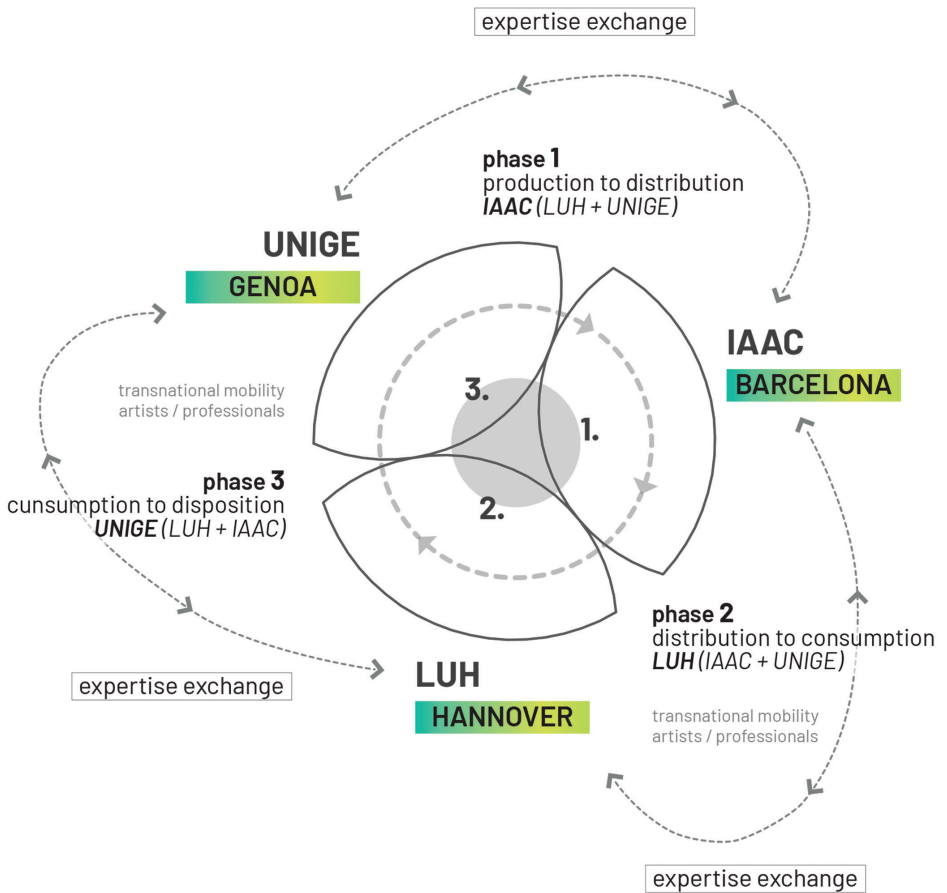 expertise exchange
phase 1
production to distribution
IAAC (LUH + UNIGE)
UNIGE
GENOA
IAAC
BARCELONA
transnational mobility
artists / professionals
3.
1.
2.
phase 3
cunsumption to disposition
UNIGE (LUH + IAAC)
phase 2
distribution to consumption
LUH (IAAC + UNIGE)
LUH
HANNOVER
expertise exchange
transnational mobility
artists / professionals
expertise exchange